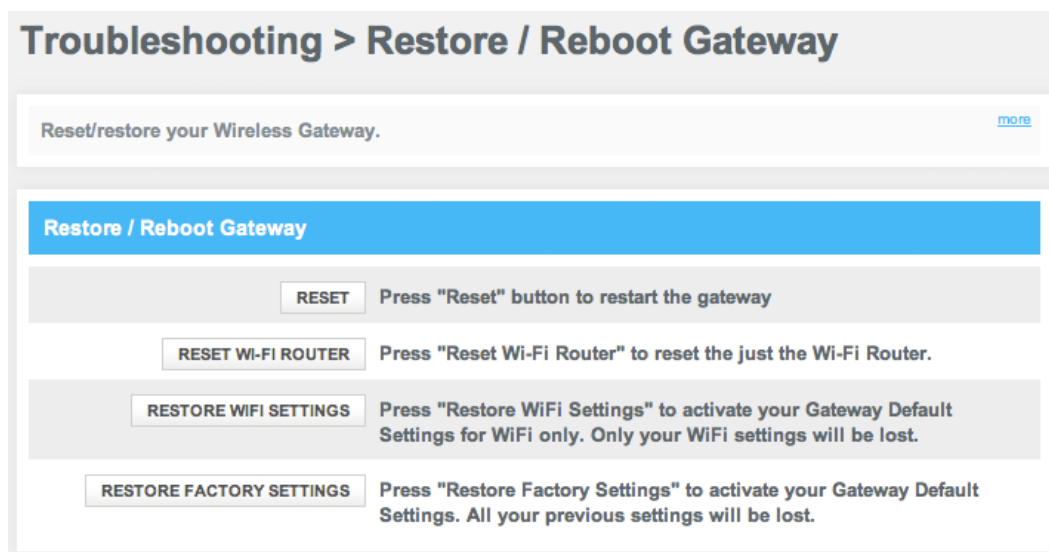 Troubleshooting > Restore / Reboot Gateway
Reset/restore your Wireless Gateway.
more
Restore / Reboot Gateway
RESET
Press "Reset" button to restart the gateway
RESET WI-FI ROUTER
Press "Reset Wi-Fi Router" to reset the just the Wi-Fi Router.
RESTORE WIFI SETTINGS
Press "Restore WiFi Settings" to activate your Gateway Default
Settings for WiFi only. Only your WiFi settings will be lost.
RESTORE FACTORY SETTINGS
Press "Restore Factory Settings" to activate your Gateway Default
Settings. All your previous settings will be lost.